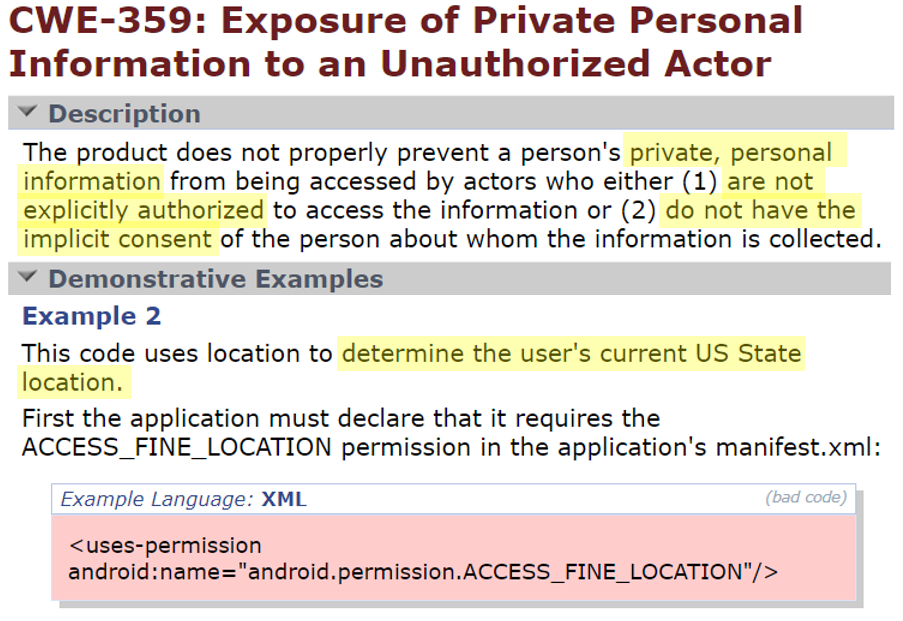 CWE-359: Exposure of Private Personal
Information to an Unauthorized Actor
Description
The product does not properly prevent a person's private, personal
information from being accessed by actors who either (1) are not
explicitly authorized to access the information or (2) do not have the
implicit consent of the person about whom the information is collected.
Demonstrative Examples
Example 2
This code uses location to determine the user's current US State
location.
First the application must declare that it requires the
ACCESS_FINE_LOCATION permission in the application's manifest.xml:
Example Language: XML (bad code)
<uses-permission
android:name="android.permission.ACCESS_FINE_LOCATION"/>